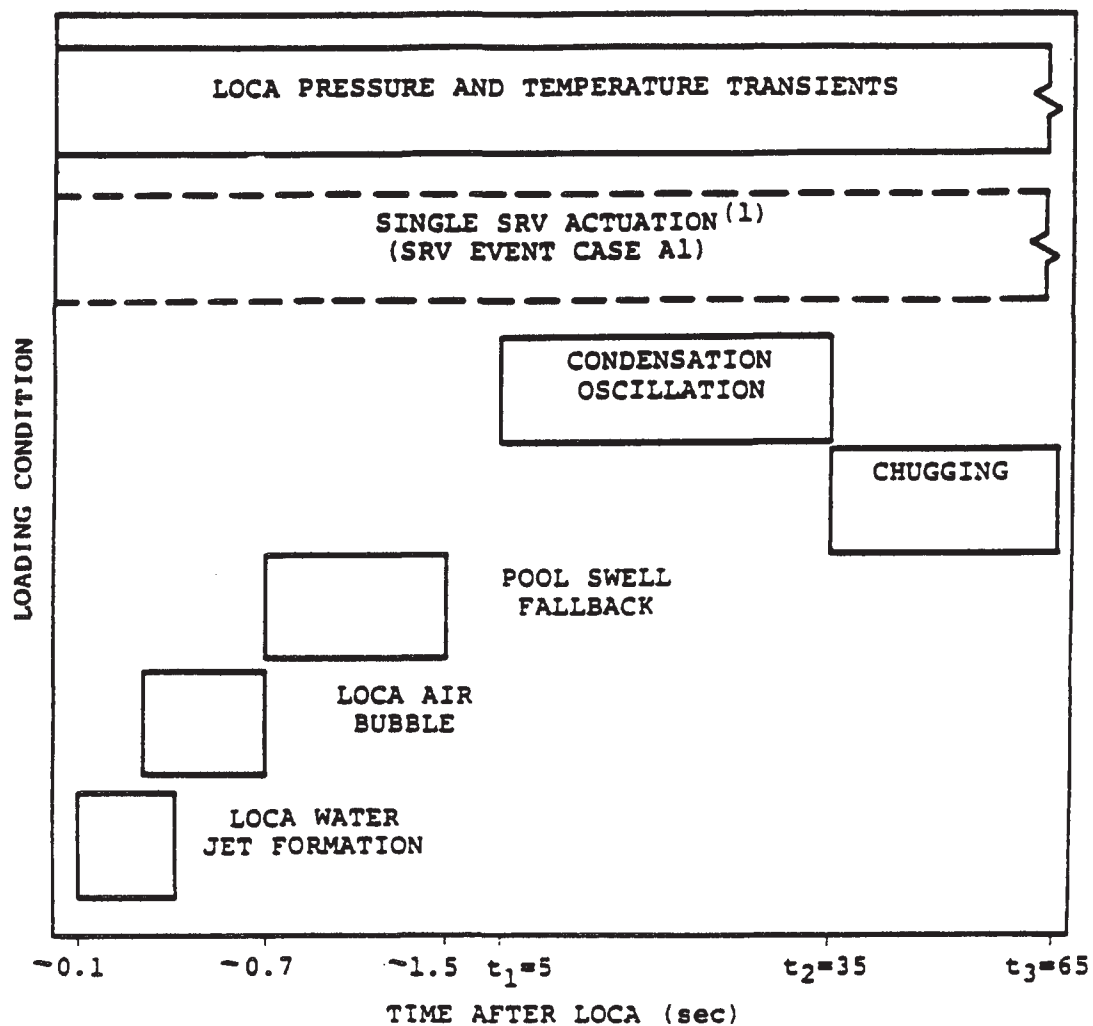 LOCA PRESSURE AND TEMPERATURE TRANSIENTS
SINGLE SRV ACTUATION(1)
(SRV EVENT CASE A1)
CONDENSATION
OSCILLATION
CHUGGING
POOL SWELL
FALLBACK
LOCA AIR
BUBBLE
LOCA WATER
JET FORMATION
LOADING CONDITION
~0.1 ~0.7 ~1.5 t1=5 t2=35 t3=65
TIME AFTER LOCA (sec)